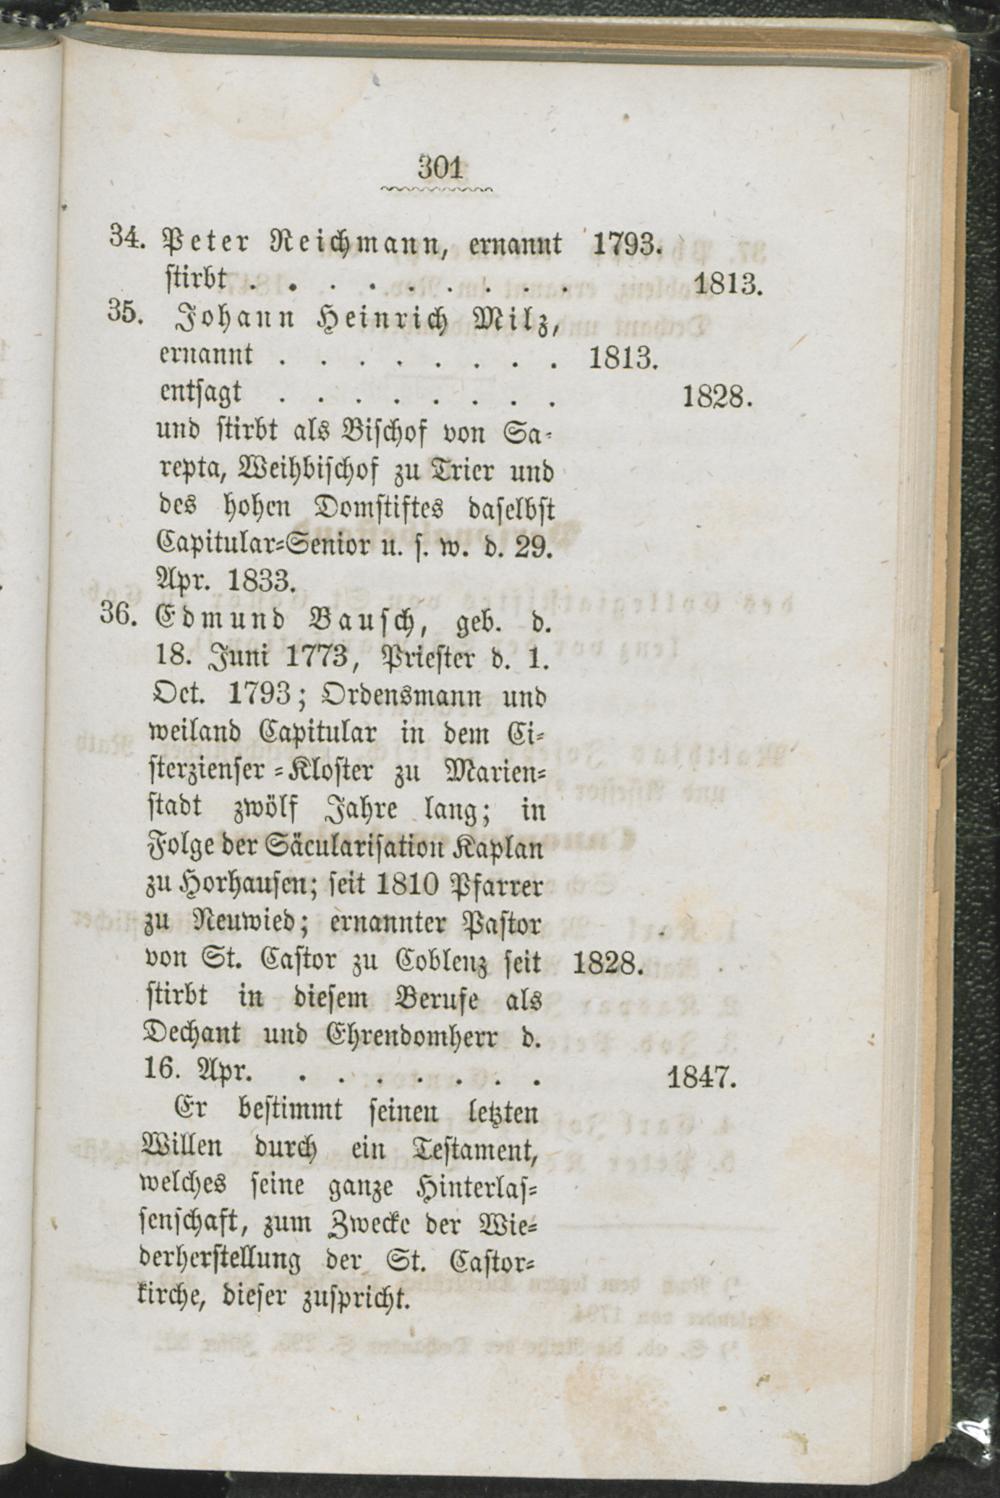 301
34. Peter Reichmann, ernannt 1793.
stirbt . . . . . . . . . 1813.
35. Johann Heinrich Milz,
ernannt . . . . . . . . 1813.
entsagt . . . . . . . . 1828.
und stirbt als Bischof von Sa-
repta, Weihbischof zu Trier und
des hohen Domstiftes daselbst
Capitular-Senior u. s. w. d. 29.
Apr. 1833.
36. Edmund Bausch, geb. d.
18. Juni 1773, Priester d. 1.
Oct. 1793; Ordensmann und
weiland Capitular in dem Ci-
sterzienser-Kloster zu Marien-
stadt zwölf Jahre lang; in
Folge der Säcularisation Kaplan
zu Horhausen; seit 1810 Pfarrer
zu Neuwied; ernannter Pastor
von St. Castor zu Coblenz seit 1828.
stirbt in diesem Berufe als
Dechant und Ehrendomherr d.
16. Apr. . . . . . . . 1847.
Er bestimmt seinen letzten
Willen durch ein Testament,
welches seine ganze Hinterlas-
senschaft, zum Zwecke der Wie-
derherstellung der St. Castor-
kirche, dieser zuspricht.